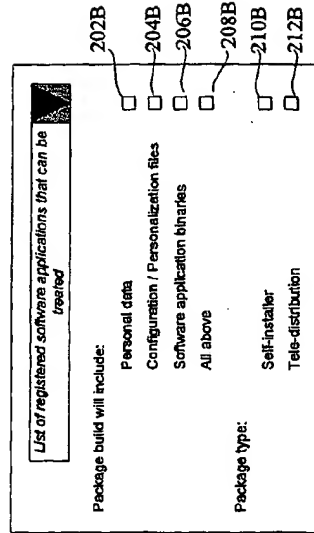 List of registered software applications that can be
treated
Package build will include:
Personal data 202B
Configuration / Personalization files 204B
Software application binaries 206B
All above 208B
Package type:
Self-installer 210B
Tele-distribution 212B